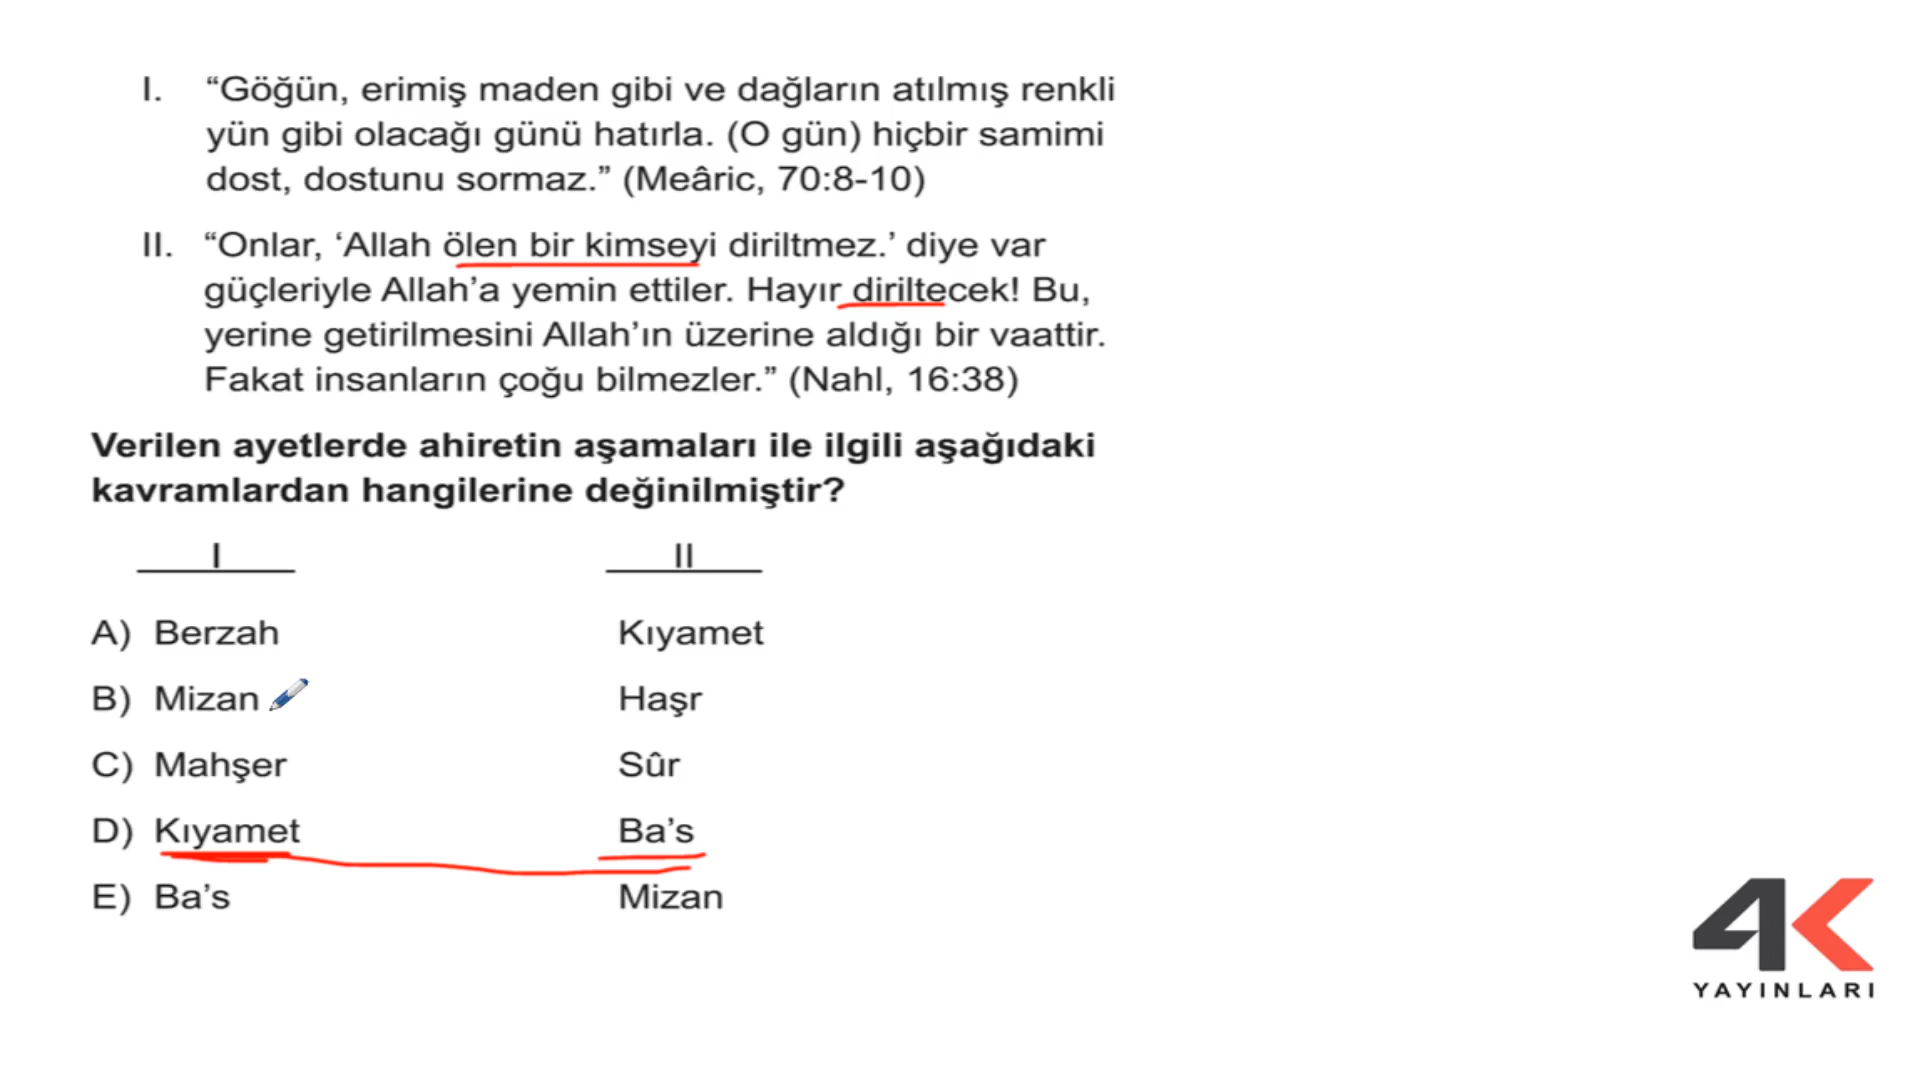 I. “Göğün, erimiş maden gibi ve dağların atılmış renkli
yün gibi olacağı günü hatırla. (O gün) hiçbir samimi
dost, dostunu sormaz.” (Meâric, 70:8-10)
II. “Onlar, ‘Allah ölen bir kimseyi diriltmez.’ diye var
güçleriyle Allah’a yemin ettiler. Hayır diriltecek! Bu,
yerine getirilmesini Allah’ın üzerine aldığı bir vaattir.
Fakat insanların çoğu bilmezler.” (Nahl, 16:38)
Verilen ayetlerde ahiretin aşamaları ile ilgili aşağıdaki
kavramlardan hangilerine değinilmiştir?
I II
A) Berzah Kıyamet
B) Mizan Haşr
C) Mahşer Sûr
D) Kıyamet Ba’s
E) Ba’s Mizan
4K
YAYINLARI